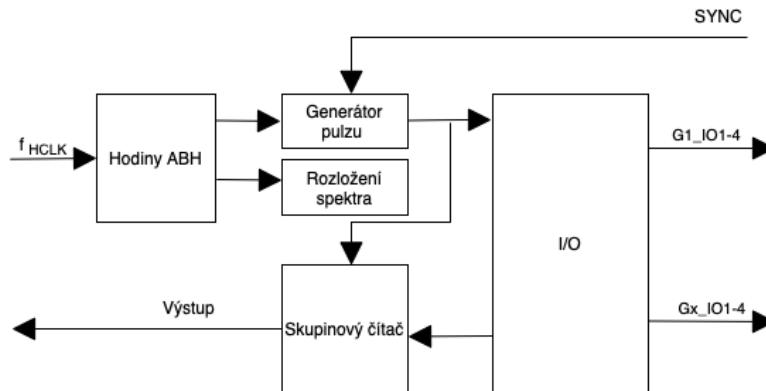 SYNC
Generátor
pulzu
f HCLK
Hodiny ABH
G1_IO1-4
Rozložení
spektra
I/O
Výstup
Skupinový čítač
Gx_IO1-4